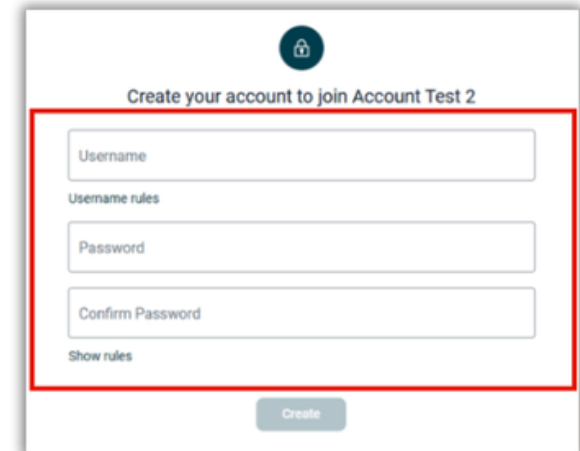 Create your account to join Account Test 2
Username
Username rules
Password
Confirm Password
Show rules
Create